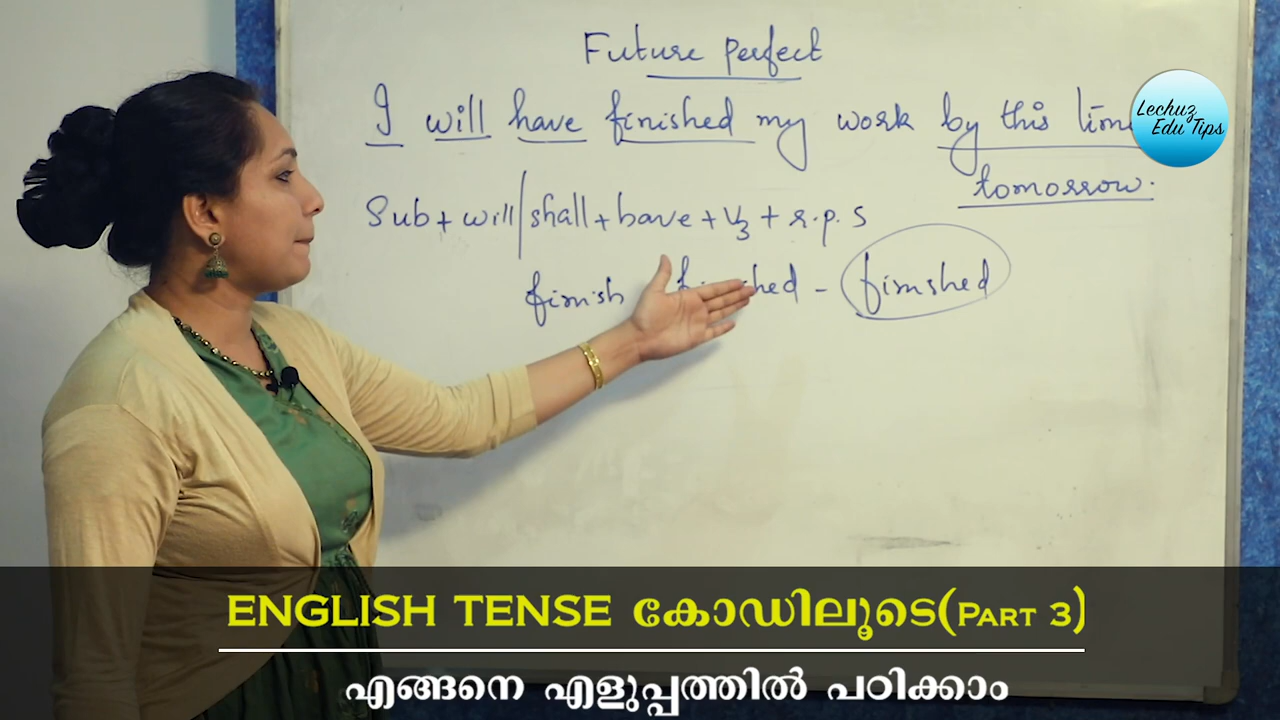 Future perfect
I will have finished my work by this time
tomorrow.
Sub + will/shall + have + V3 + r.p.s
finish finished - finshed
Lechuz
Edu Tips
ENGLISH TENSE കോഡിലൂടെ(PART 3)
എങ്ങനെ എളുപ്പത്തിൽ പഠിക്കാം